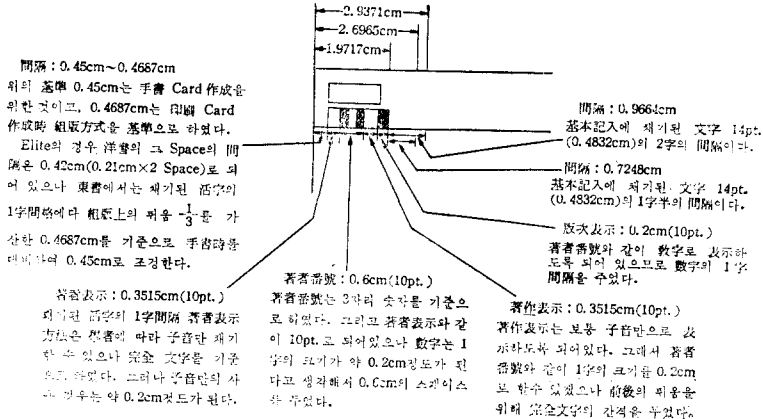 2.9371cm
2.6965cm
1.9717cm
間隔：0.45cm～0.4687cm
위의 基準 0.45cm는 手書 Card 作成을
위한 것이고, 0.4687cm는 印刷 Card
作成時 組版方式을 基準으로 하였다.
Elite의 경우 洋書의 그 Space의 間
隔은 0.42cm(0.21cm×2 Space)로 되
어 있으나 東書에서는 채기된 活字의
1字間隔에다 組版上의 띄움 1/3를 가
산한 0.4687cm를 기준으로 手書時를
대비하여 0.45cm로 조정한다.
間隔：0.9664cm
基本記入에 채기된 文字 14pt.
(0.4832cm)의 2字의 間隔이다.
間隔：0.7248cm
基本記入에 채기된 文字 14pt.
(0.4832cm)의 1字半의 間隔이다.
版次表示：0.2cm(10pt.)
著者番號와 같이 數字로 表示하
도록 되어 있으므로 數字의 1字
間隔을 주었다.
著者表示：0.3515cm(10pt.)
채기된 活字의 1字間隔 著者表示
方法은 學者에 따라 子音만 채기
할 수 있으나 完全 文字를 기준
으로 하였다. 그러나 子音만의 사
경우는 약 0.2cm정도가 된다.
著者番號：0.6cm(10pt.)
著者番號는 3자리 숫자를 기준으
로 하였다. 그리고 著者表示와 같
이 10pt.로 되어있으나 數字는 1
字의 크기가 약 0.2cm정도가 된
다고 생각해서 0.6cm의 스페이스
를 주었다.
著作表示：0.3515cm(10pt.)
著作表示는 보통 子音만으로 表
示하도록 되어있다. 그래서 著者
番號와 같이 1字의 크기를 0.2cm
로 할수 있겠으나 前後의 띄움을
위해 完全文字의 간격을 두었다.